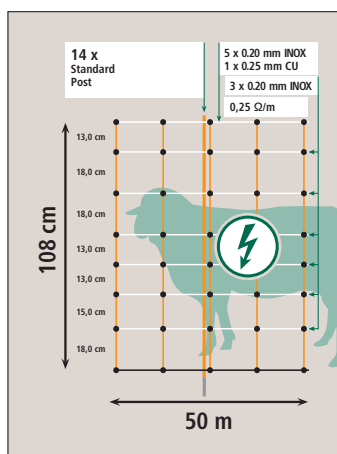 14 x
Standard
Post
5 x 0.20 mm INOX
1 x 0.25 mm CU
3 x 0.20 mm INOX
0,25 Ω/m
13,0 cm
18,0 cm
18,0 cm
13,0 cm
13,0 cm
15,0 cm
18,0 cm
108 cm
50 m